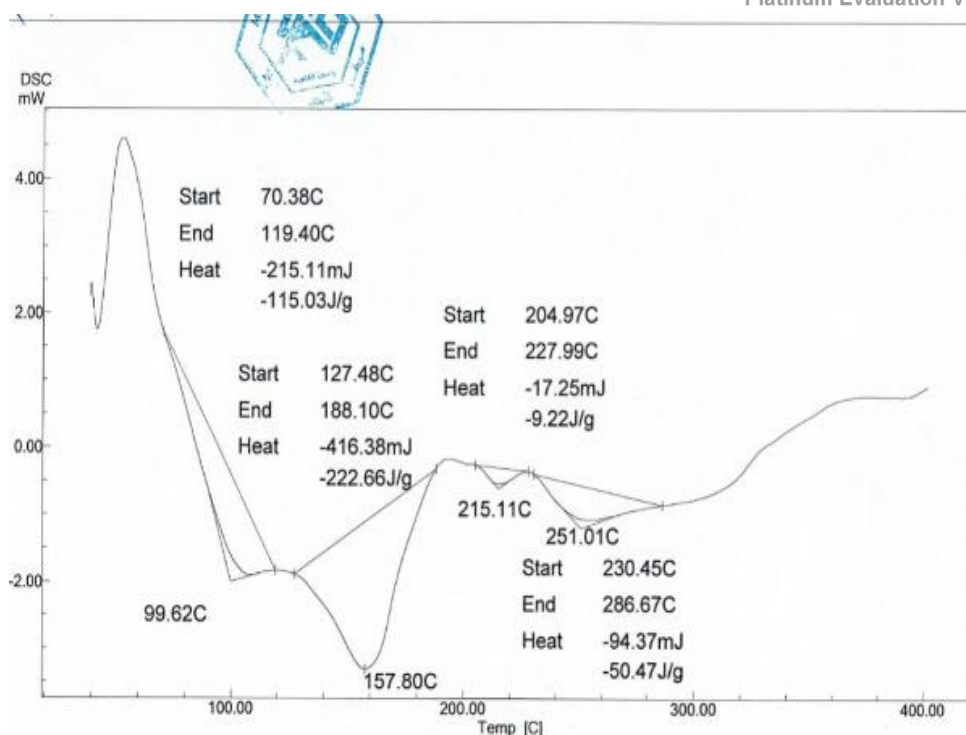 Platinum Evaluation V
DSC
mW
4.00
2.00
0.00
-2.00
Start 70.38C
End 119.40C
Heat -215.11mJ
-115.03J/g
Start 127.48C
End 188.10C
Heat -416.38mJ
-222.66J/g
Start 204.97C
End 227.99C
Heat -17.25mJ
-9.22J/g
99.62C
157.80C
215.11C
251.01C
Start 230.45C
End 286.67C
Heat -94.37mJ
-50.47J/g
100.00
200.00
300.00
400.00
Temp [C]